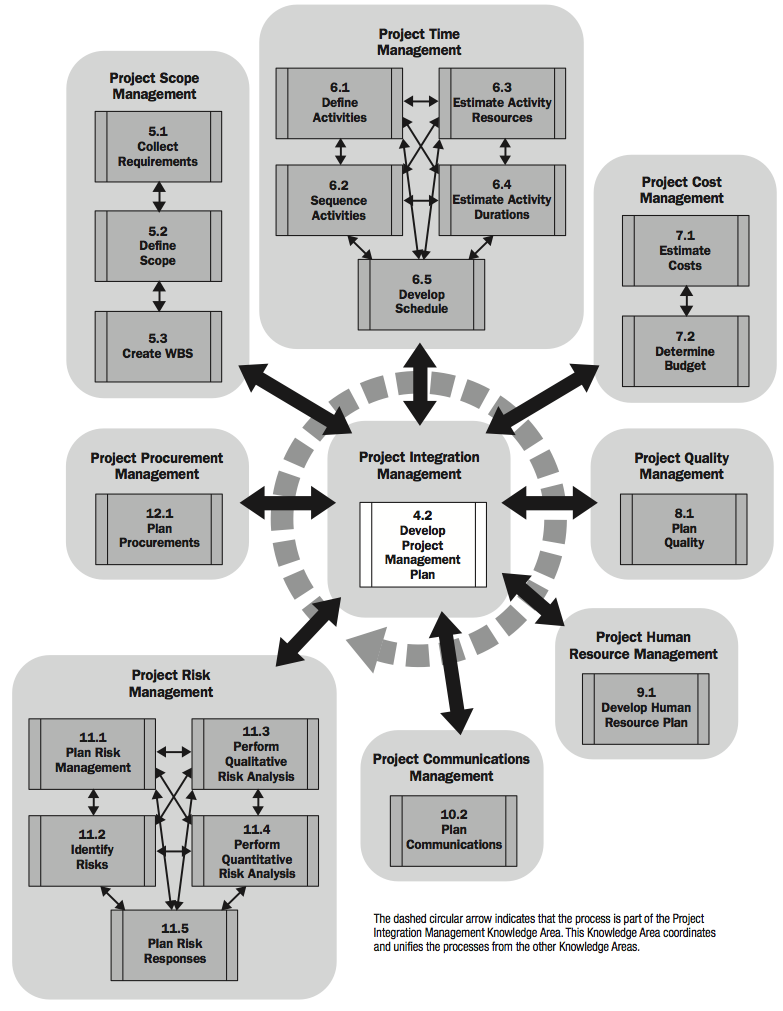 Project Time
Management
6.1
Define
Activities
6.3
Estimate Activity
Resources
6.2
Sequence
Activities
6.4
Estimate Activity
Durations
6.5
Develop
Schedule
Project Scope
Management
5.1
Collect
Requirements
5.2
Define
Scope
5.3
Create WBS
Project Cost
Management
7.1
Estimate
Costs
7.2
Determine
Budget
Project Procurement
Management
12.1
Plan
Procurements
Project Integration
Management
4.2
Develop
Project
Management
Plan
Project Quality
Management
8.1
Plan
Quality
Project Human
Resource Management
9.1
Develop Human
Resource Plan
Project Risk
Management
11.1
Plan Risk
Management
11.3
Perform
Qualitative
Risk Analysis
11.2
Identify
Risks
11.4
Perform
Quantitative
Risk Analysis
11.5
Plan Risk
Responses
Project Communications
Management
10.2
Plan
Communications
The dashed circular arrow indicates that the process is part of the Project
Integration Management Knowledge Area. This Knowledge Area coordinates
and unifies the processes from the other Knowledge Areas.